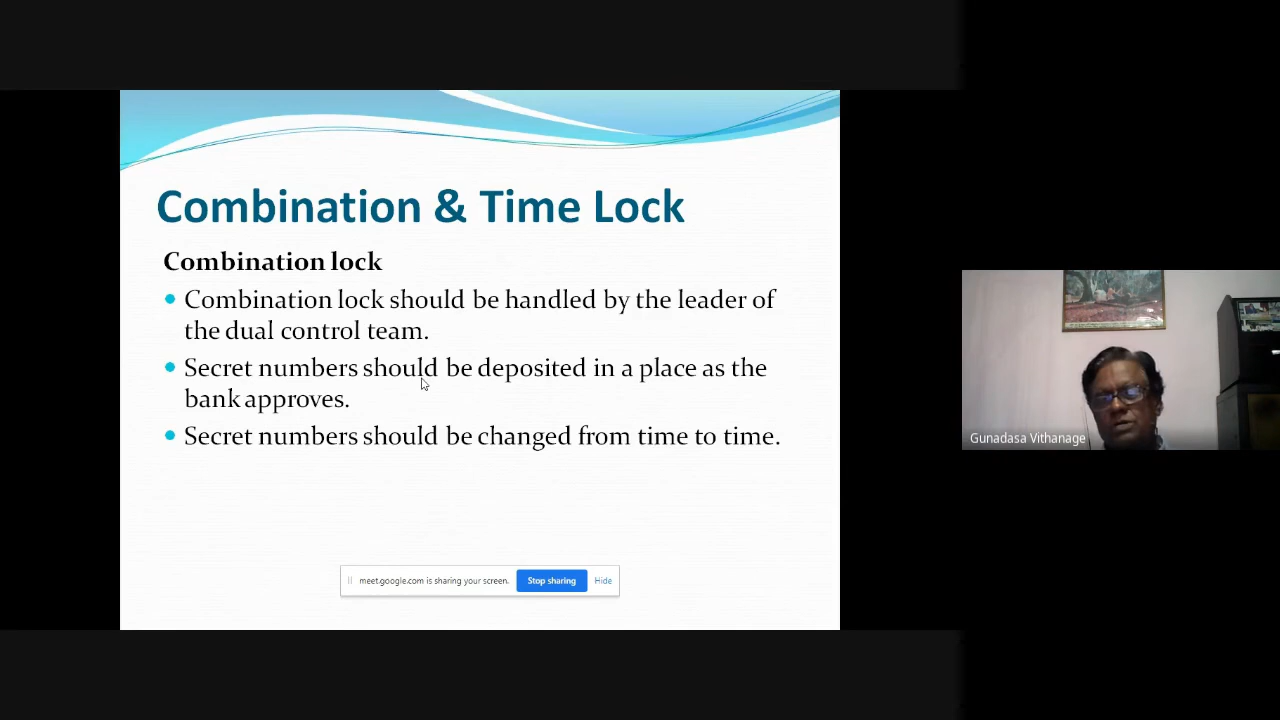 Combination & Time Lock
Combination lock
Combination lock should be handled by the leader of
the dual control team.
Secret numbers should be deposited in a place as the
bank approves.
Secret numbers should be changed from time to time.
meet.google.com is sharing your screen.
Stop sharing
Hide
Gunadasa Vithanage